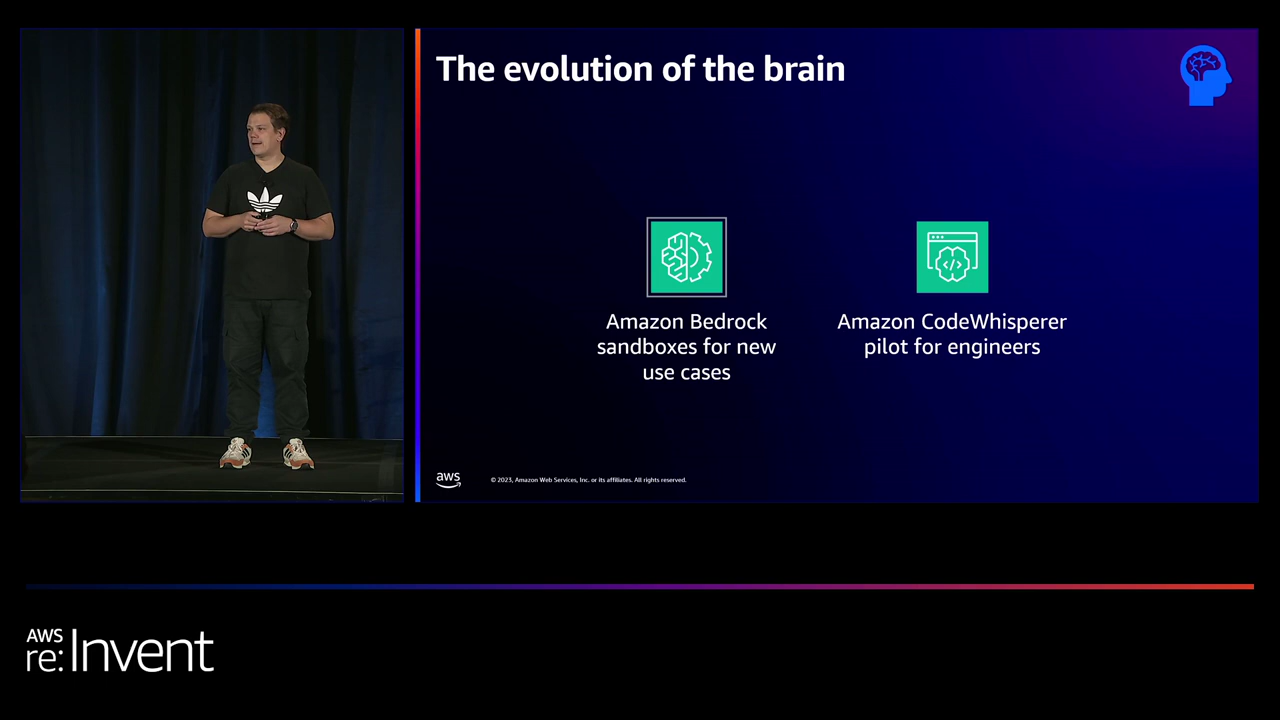 The evolution of the brain
Amazon Bedrock
sandboxes for new
use cases
Amazon CodeWhisperer
pilot for engineers
aws
© 2023, Amazon Web Services, Inc. or its affiliates. All rights reserved.
AWS
re:Invent